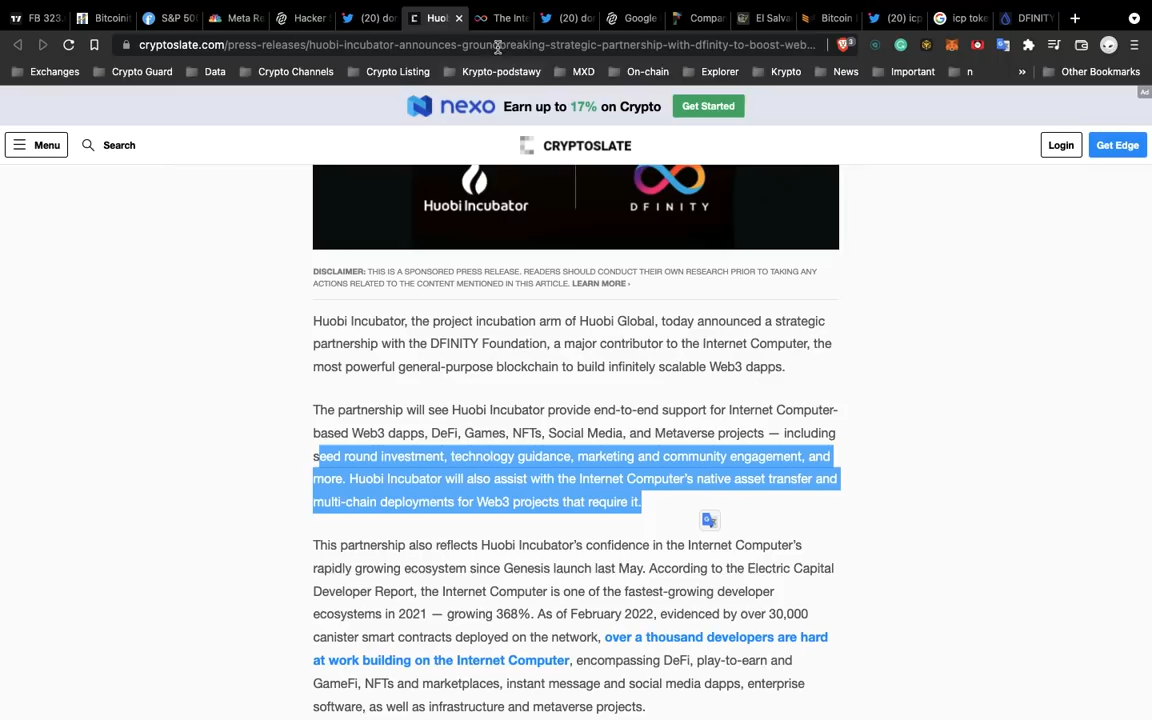 FB 323.
Bitcoini
S&P 50
Meta Re
Hacker
(20) do
Huo
The Int
(20) do
Google
Compa
El Salva
Bitcoin
(20) icp
icp toke
DFINITY
cryptoslate.com/press-releases/huobi-incubator-announces-groundbreaking-strategic-partnership-with-dfinity-to-boost-web...
3
Exchanges
Crypto Guard
Data
Crypto Channels
Crypto Listing
Krypto-podstawy
MXD
On-chain
Explorer
Krypto
News
Important
n
»
Other Bookmarks
nexo
Earn up to 17% on Crypto
Get Started
Ad
Menu
Search
CRYPTOSLATE
Login
Get Edge
Huobi Incubator
DFINITY
DISCLAIMER: THIS IS A SPONSORED PRESS RELEASE. READERS SHOULD CONDUCT THEIR OWN RESEARCH PRIOR TO TAKING ANY
ACTIONS RELATED TO THE CONTENT MENTIONED IN THIS ARTICLE. LEARN MORE ›
Huobi Incubator, the project incubation arm of Huobi Global, today announced a strategic
partnership with the DFINITY Foundation, a major contributor to the Internet Computer, the
most powerful general-purpose blockchain to build infinitely scalable Web3 dapps.
The partnership will see Huobi Incubator provide end-to-end support for Internet Computer-
based Web3 dapps, DeFi, Games, NFTs, Social Media, and Metaverse projects — including
seed round investment, technology guidance, marketing and community engagement, and
more. Huobi Incubator will also assist with the Internet Computer's native asset transfer and
multi-chain deployments for Web3 projects that require it.
This partnership also reflects Huobi Incubator's confidence in the Internet Computer's
rapidly growing ecosystem since Genesis launch last May. According to the Electric Capital
Developer Report, the Internet Computer is one of the fastest-growing developer
ecosystems in 2021 — growing 368%. As of February 2022, evidenced by over 30,000
canister smart contracts deployed on the network, over a thousand developers are hard
at work building on the Internet Computer, encompassing DeFi, play-to-earn and
GameFi, NFTs and marketplaces, instant message and social media dapps, enterprise
software, as well as infrastructure and metaverse projects.